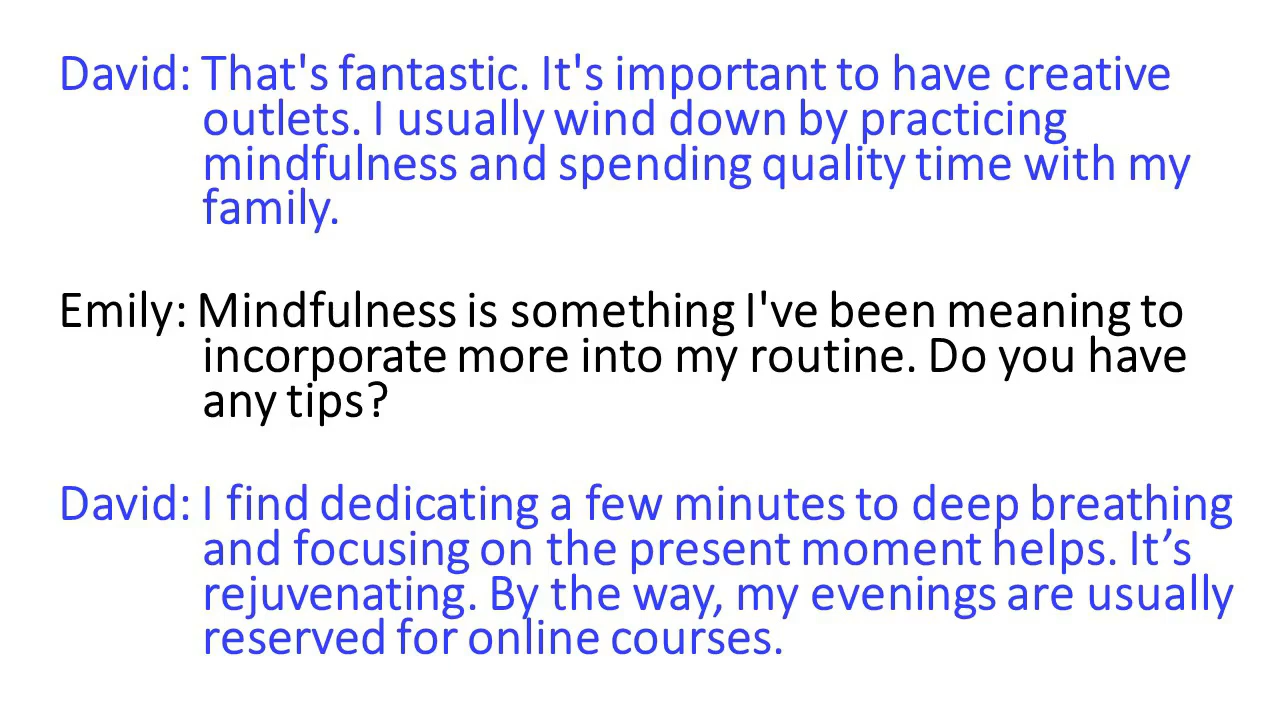 David: That's fantastic. It's important to have creative
outlets. I usually wind down by practicing
mindfulness and spending quality time with my
family.
Emily: Mindfulness is something I've been meaning to
incorporate more into my routine. Do you have
any tips?
David: I find dedicating a few minutes to deep breathing
and focusing on the present moment helps. It’s
rejuvenating. By the way, my evenings are usually
reserved for online courses.